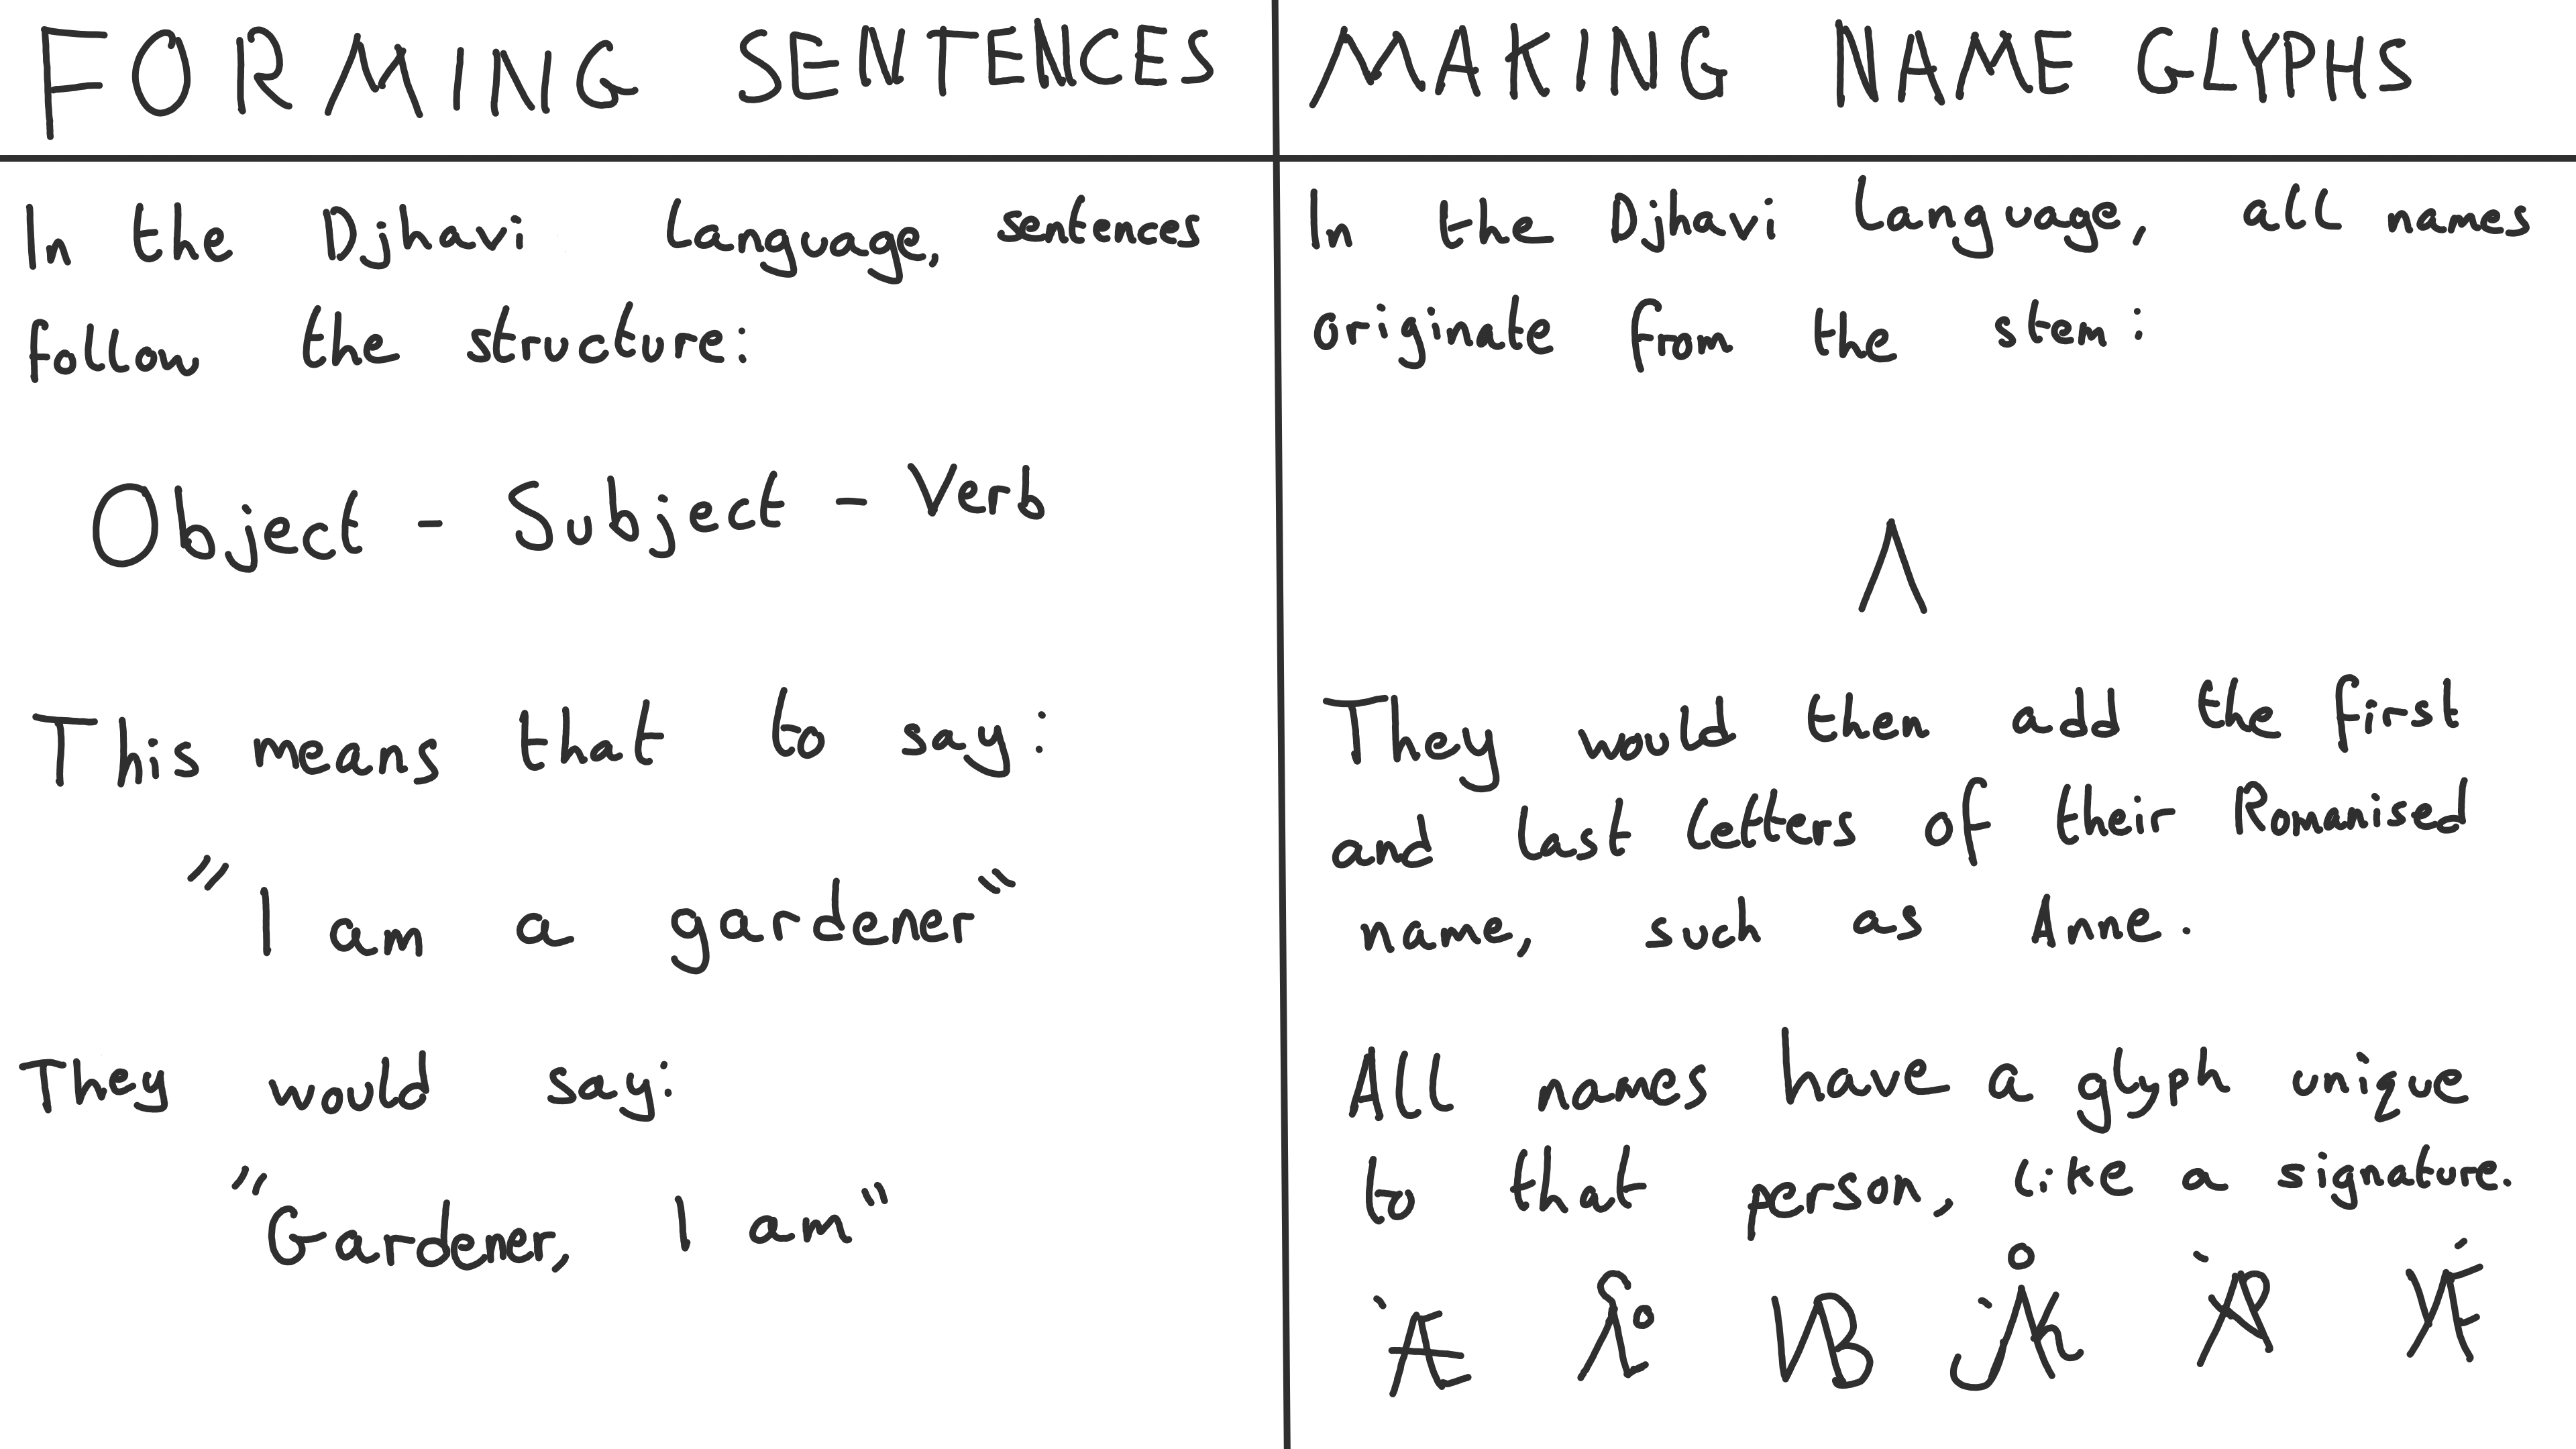 FORMING SENTENCES
In the Djhavi language, sentences
follow the structure:
Object - Subject - Verb
This means that to say:
"I am a gardener"
They would say:
"Gardener, I am"
MAKING NAME GLYPHS
In the Djhavi language, all names
originate from the stem:
Λ
They would then add the first
and last letters of their Romanised
name, such as Anne.
All names have a glyph unique
to that person, like a signature.